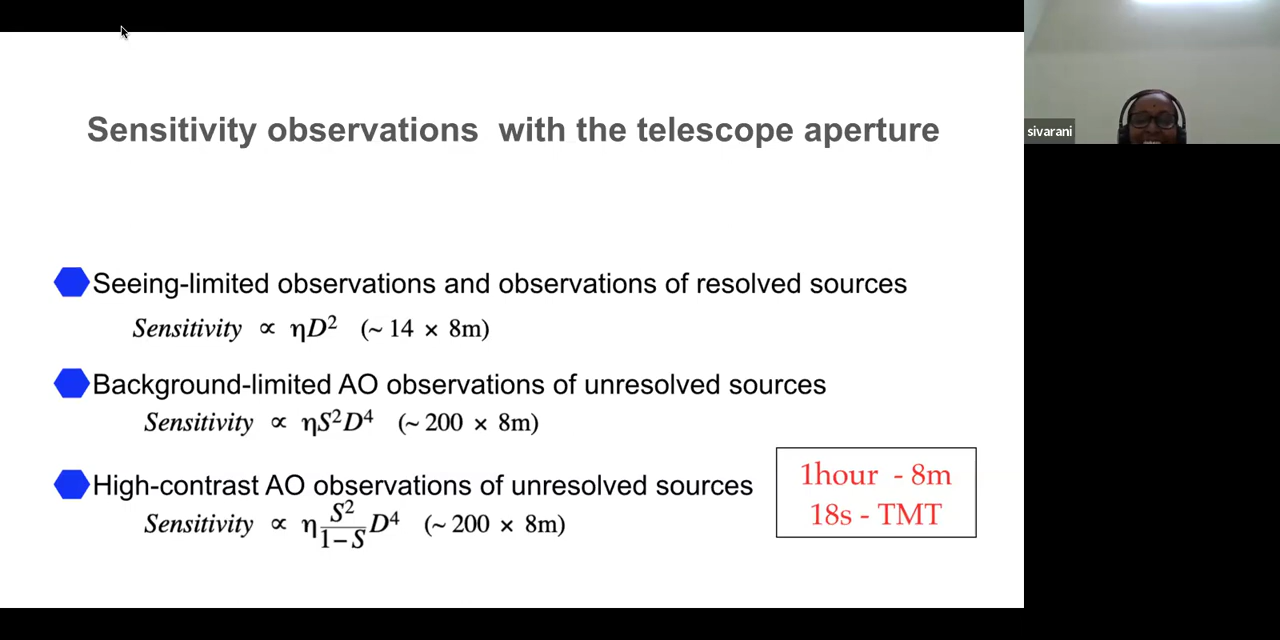 Sensitivity observations with the telescope aperture
sivarani
Seeing-limited observations and observations of resolved sources
Sensitivity ∝ ηD² (~ 14 × 8m)
Background-limited AO observations of unresolved sources
Sensitivity ∝ ηS²D⁴ (~ 200 × 8m)
High-contrast AO observations of unresolved sources
Sensitivity ∝ η S²/(1−S) D⁴ (~ 200 × 8m)
1hour - 8m
18s - TMT